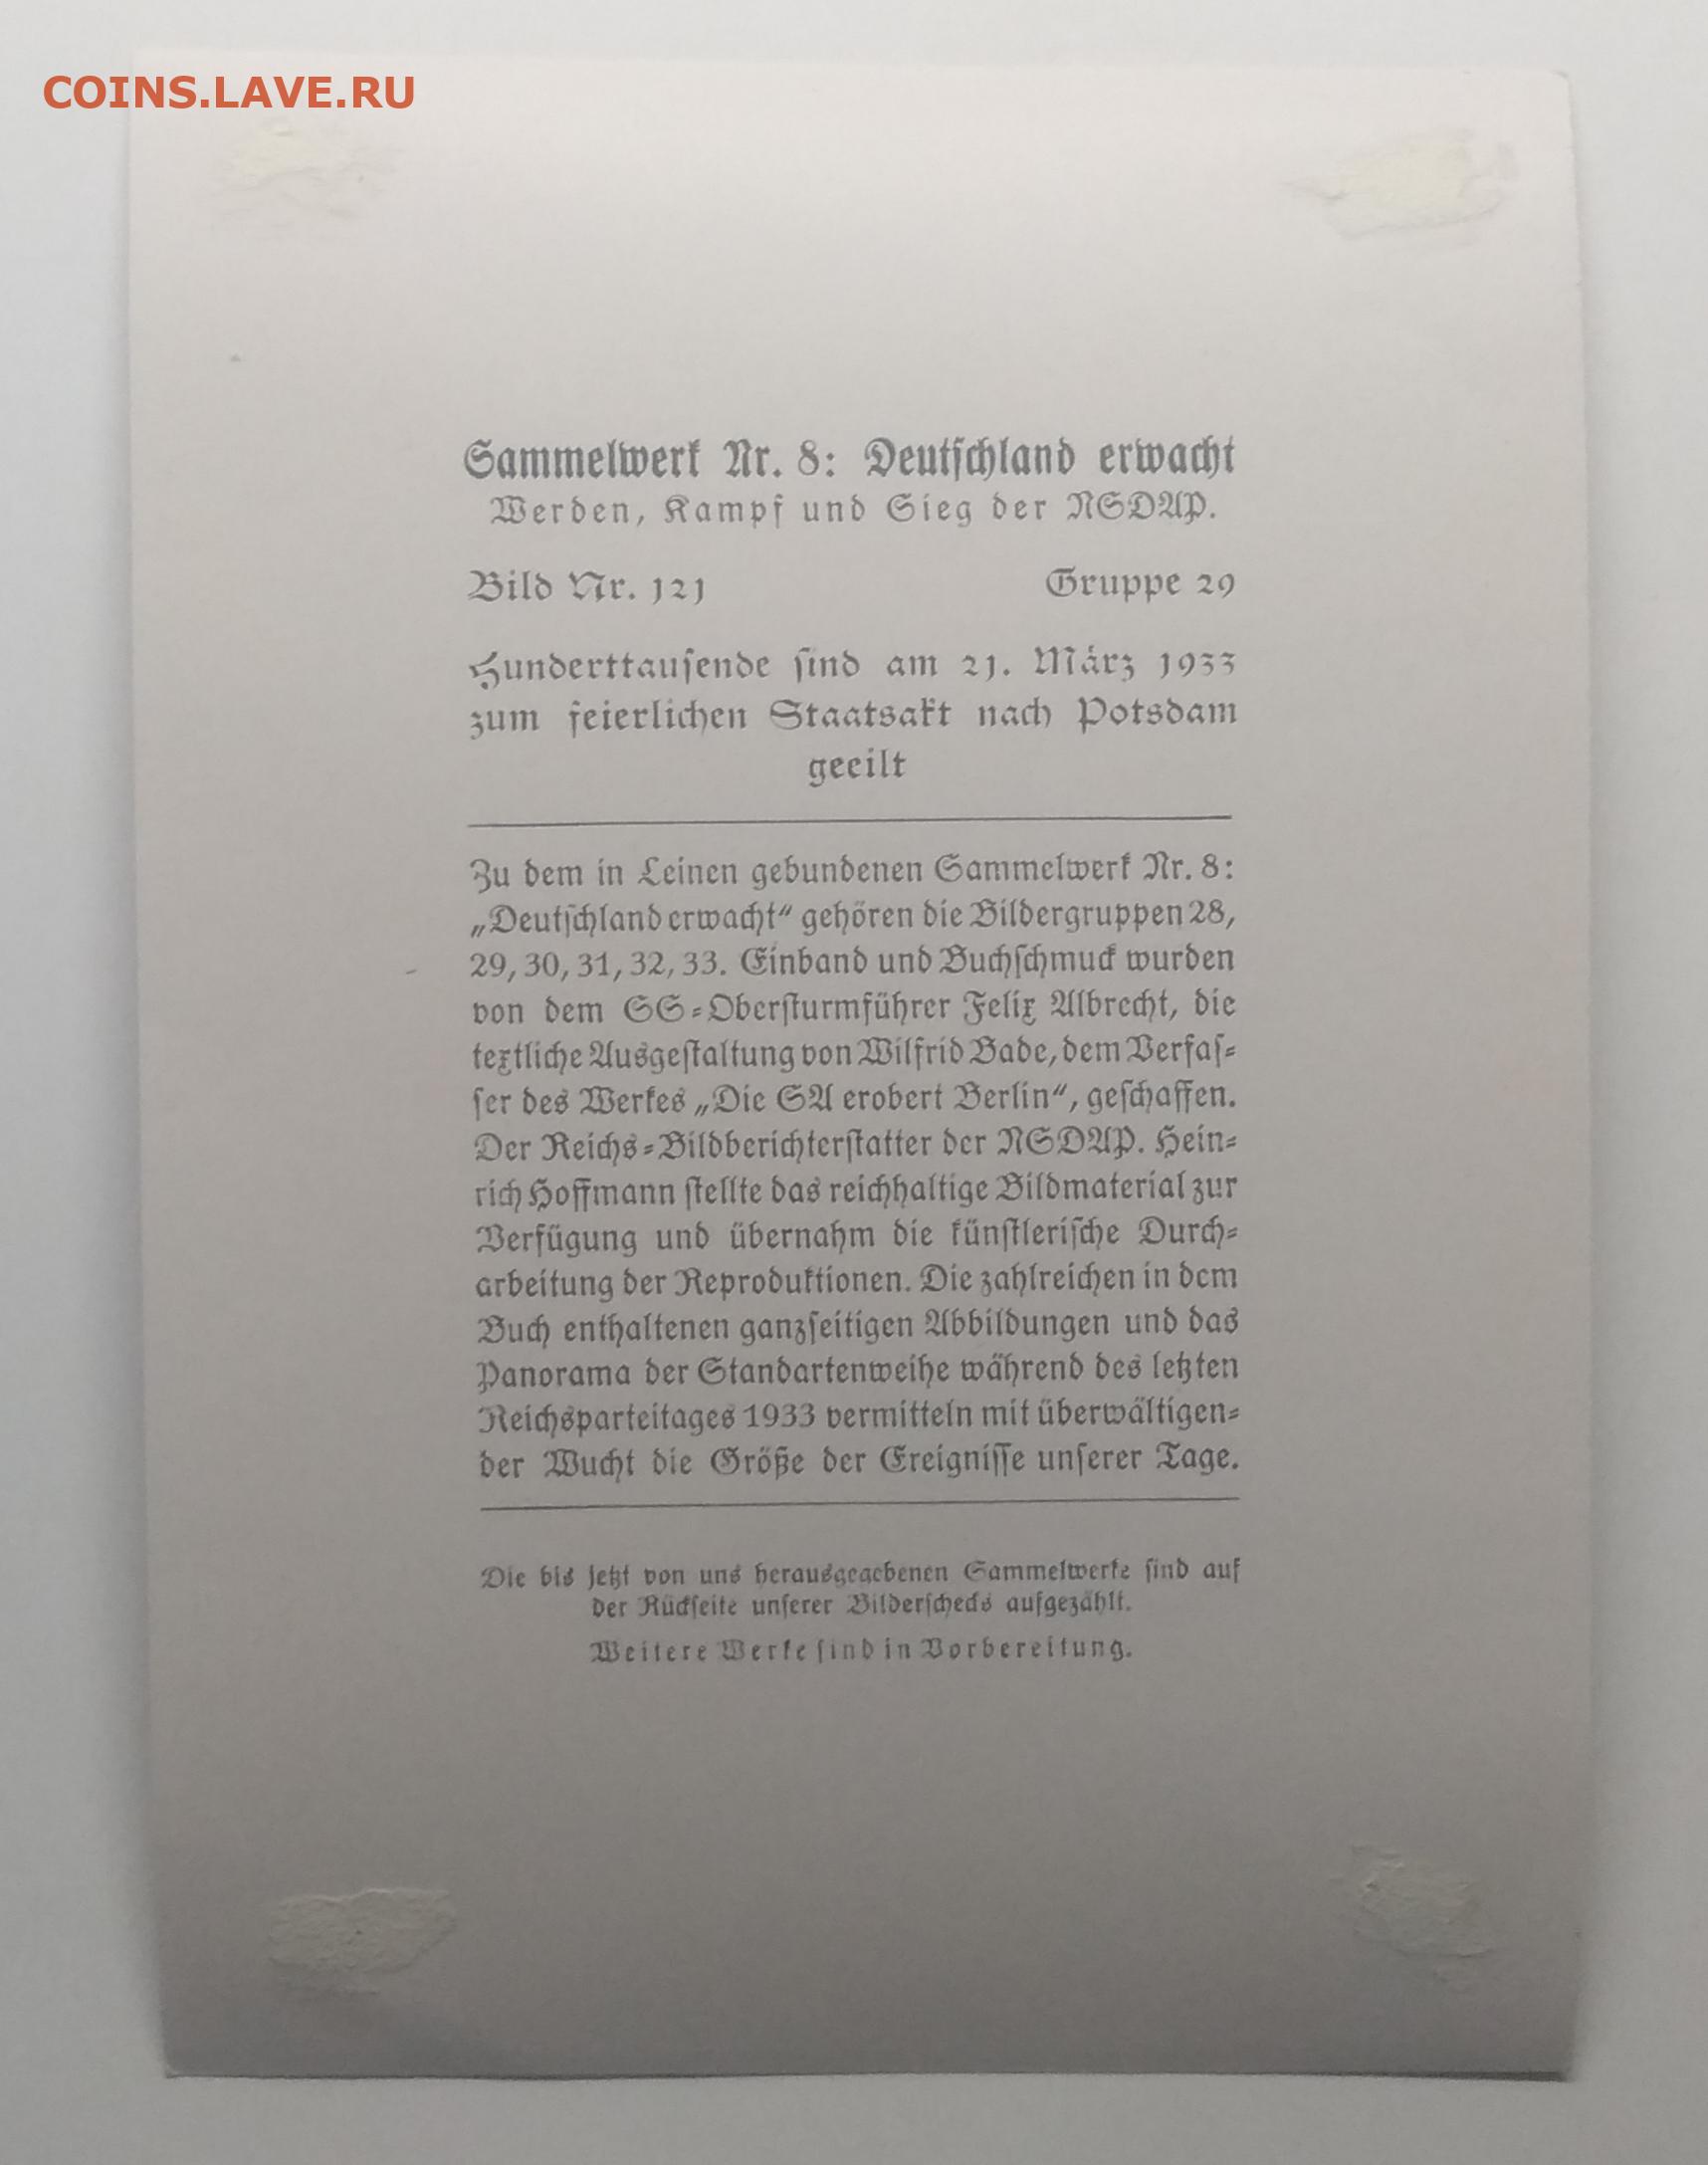 COINS.LAVE.RU
Sammelwerk Nr. 8: Deutſchland erwacht
Werden, Kampf und Sieg der NSDAP.
Bild Nr. 121 Gruppe 29
Hunderttauſende ſind am 21. März 1933
zum feierlichen Staatsakt nach Potsdam
geeilt
Zu dem in Leinen gebundenen Sammelwerk Nr. 8:
„Deutſchland erwacht“ gehören die Bildergruppen 28,
29, 30, 31, 32, 33. Einband und Buchſchmuck wurden
von dem SS-Oberſturmführer Felix Albrecht, die
textliche Ausgeſtaltung von Wilfrid Bade, dem Verfaſ-
ſer des Werkes „Die SA erobert Berlin“, geſchaffen.
Der Reichs-Bildberichterſtatter der NSDAP. Hein-
rich Hoffmann ſtellte das reichhaltige Bildmaterial zur
Verfügung und übernahm die künſtleriſche Durch-
arbeitung der Reproduktionen. Die zahlreichen in dem
Buch enthaltenen ganzſeitigen Abbildungen und das
Panorama der Standartenweihe während des letzten
Reichsparteitages 1933 vermitteln mit überwältigen-
der Wucht die Größe der Ereigniſſe unſerer Tage.
Die bis jetzt von uns herausgegebenen Sammelwerke ſind auf
der Rückſeite unſerer Bilderſchecks aufgezählt.
Weitere Werke ſind in Vorbereitung.